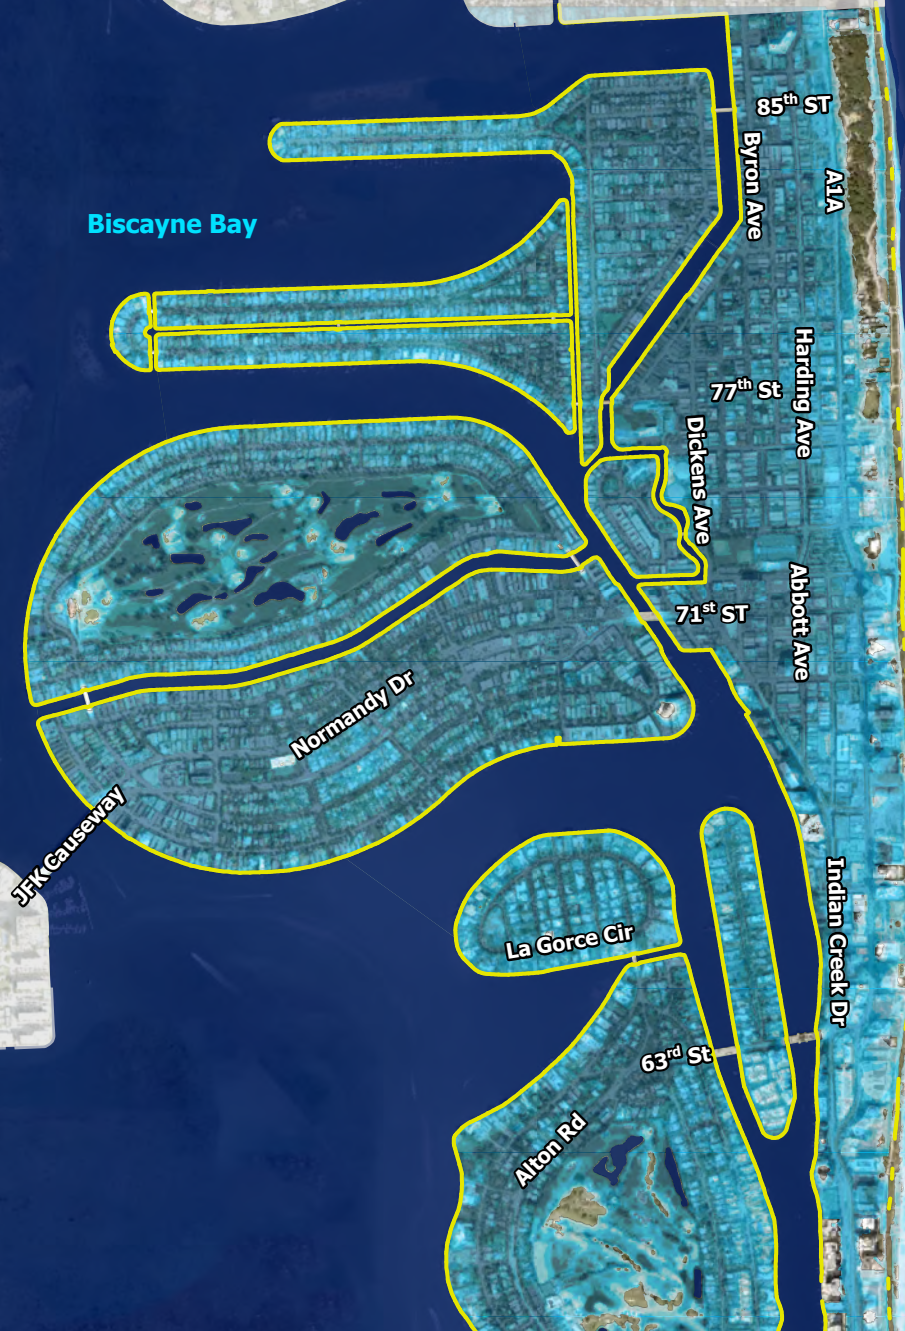 85th ST
Byron Ave
A1A
Biscayne Bay
Harding Ave
77th St
Dickens Ave
Abbott Ave
71st ST
Normandy Dr
JFK Causeway
Indian Creek Dr
La Gorce Cir
63rd St
Alton Rd